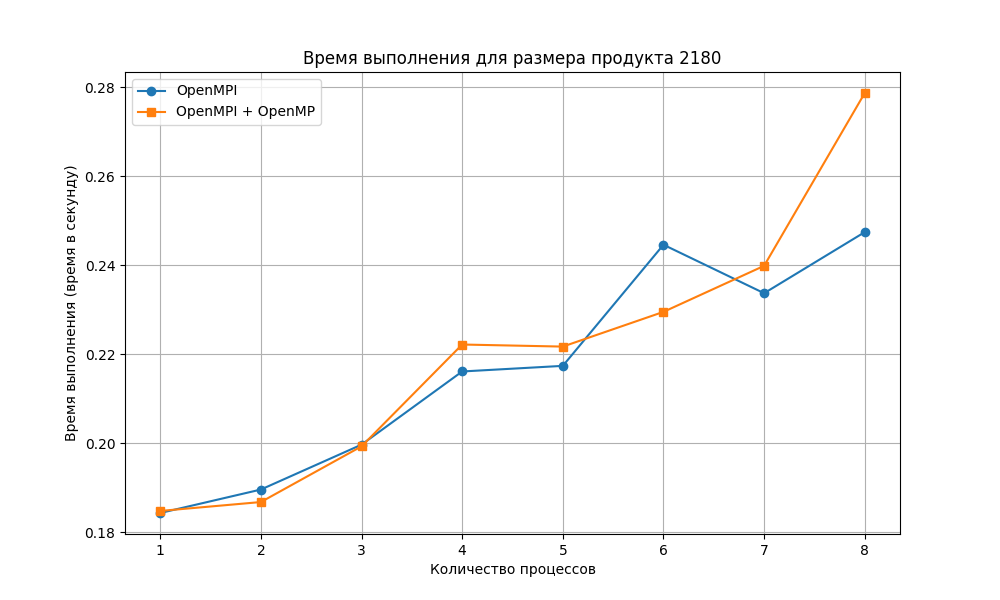 Время выполнения для размера продукта 2180
OpenMPI
OpenMPI + OpenMP
Время выполнения (время в секунду)
0.28
0.26
0.24
0.22
0.20
0.18
1 2 3 4 5 6 7 8
Количество процессов